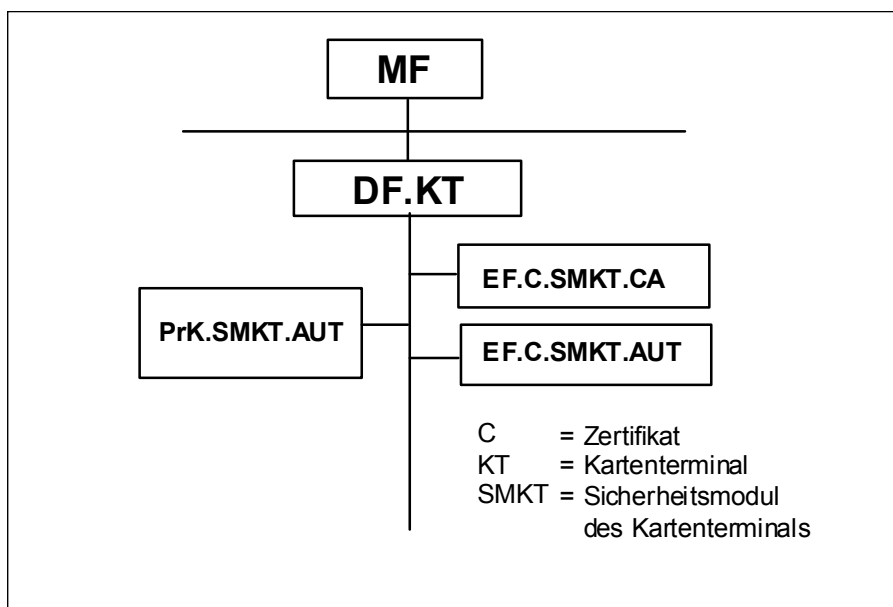 MF
DF.KT
EF.C.SMKT.CA
PrK.SMKT.AUT
EF.C.SMKT.AUT
C = Zertifikat
KT = Kartenterminal
SMKT = Sicherheitsmodul
des Kartenterminals